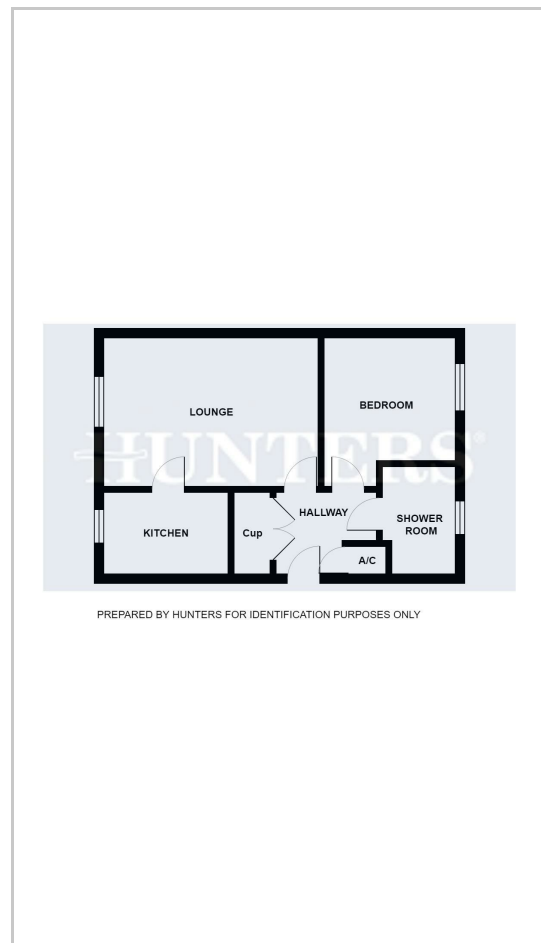 LOUNGE
BEDROOM
HUNTERS®
KITCHEN
Cup
HALLWAY
SHOWER
ROOM
A/C
PREPARED BY HUNTERS FOR IDENTIFICATION PURPOSES ONLY